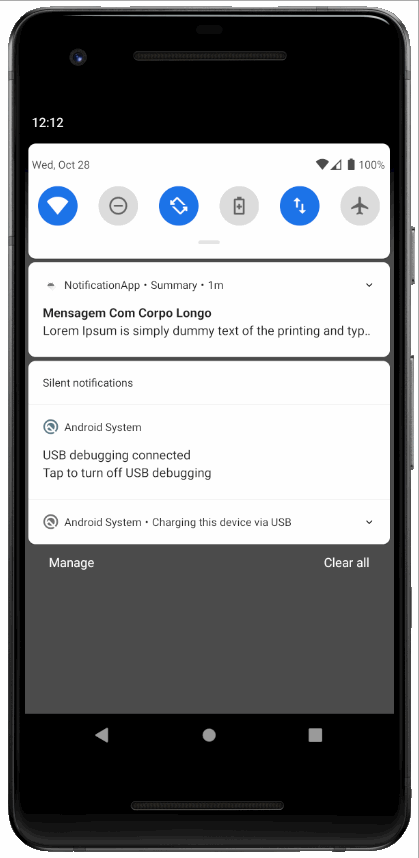 12:12
Wed, Oct 28 100%
NotificationApp • Summary • 1m
Mensagem Com Corpo Longo
Lorem Ipsum is simply dummy text of the printing and typ..
Silent notifications
Android System
USB debugging connected
Tap to turn off USB debugging
Android System • Charging this device via USB
Manage Clear all